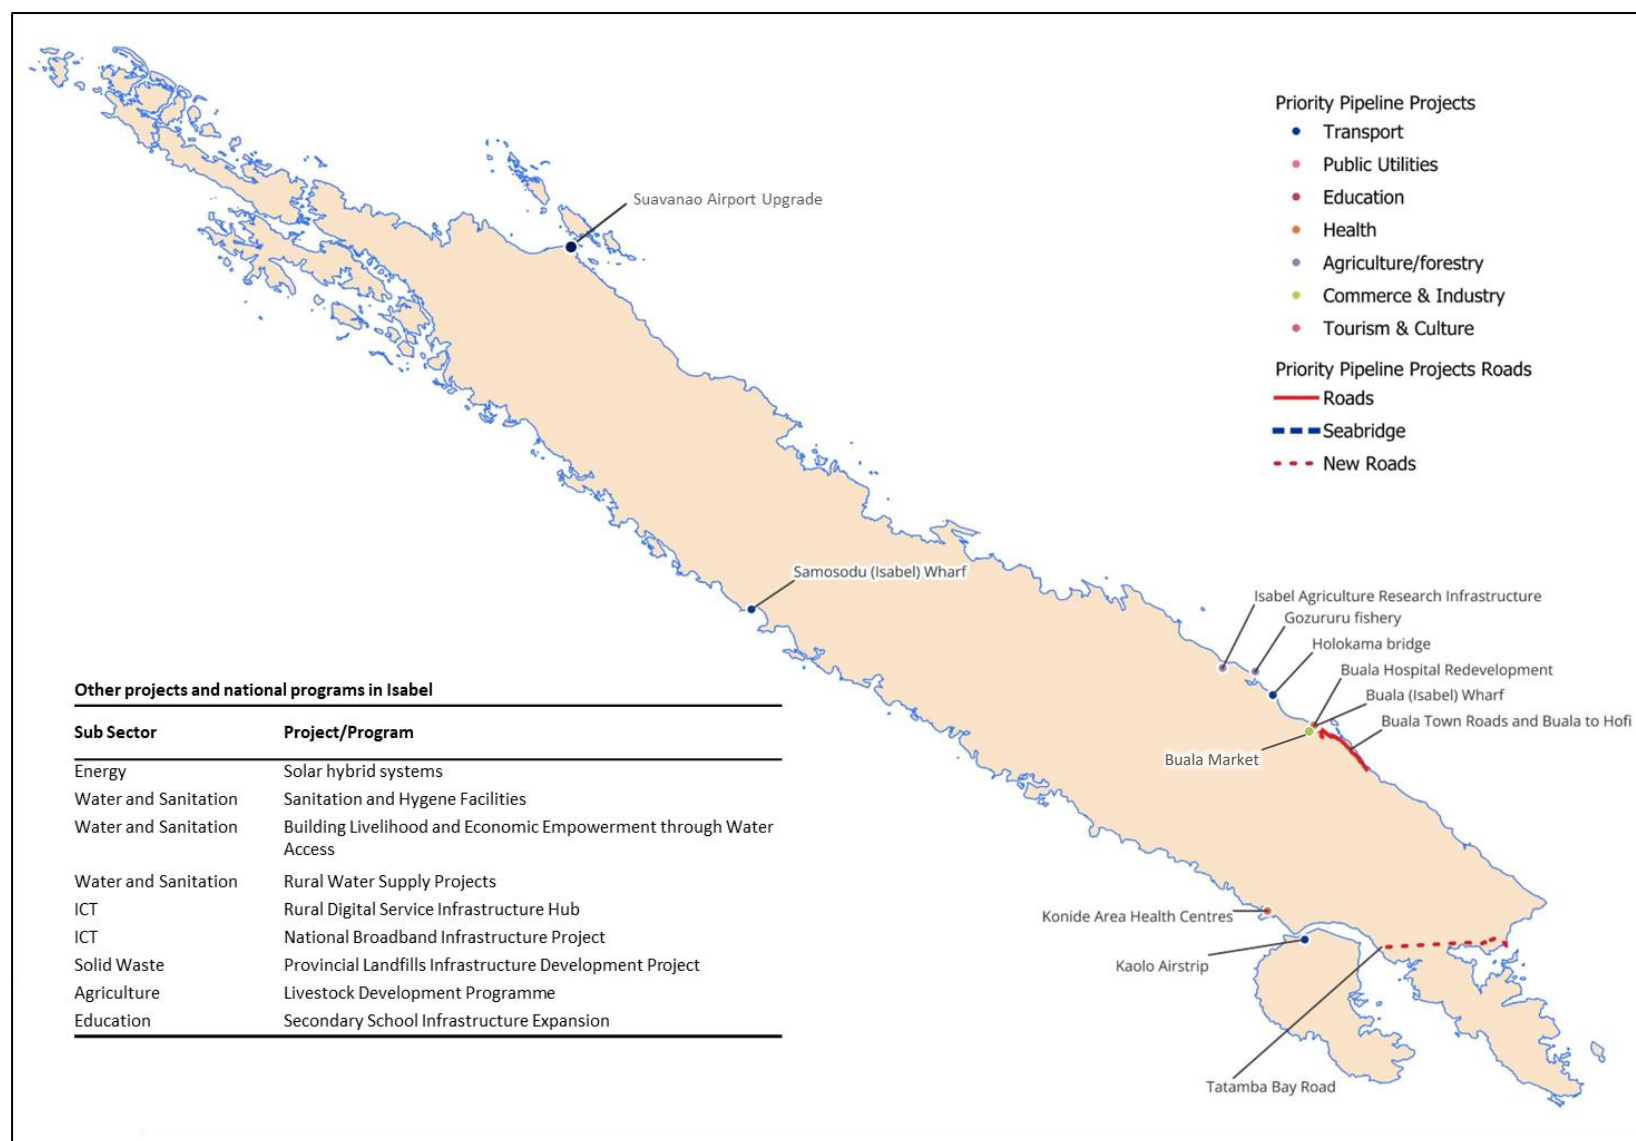 Priority Pipeline Projects
Transport
Public Utilities
Education
Health
Agriculture/forestry
Commerce & Industry
Tourism & Culture
Priority Pipeline Projects Roads
Roads
Seabridge
New Roads
Suavanao Airport Upgrade
Samosodu (Isabel) Wharf
Isabel Agriculture Research Infrastructure
Gozururu fishery
Holokama bridge
Buala Hospital Redevelopment
Buala (Isabel) Wharf
Buala Town Roads and Buala to Hofi
Buala Market
Konide Area Health Centres
Kaolo Airstrip
Tatamba Bay Road
Other projects and national programs in Isabel
Sub Sector Project/Program
Energy Solar hybrid systems
Water and Sanitation Sanitation and Hygene Facilities
Water and Sanitation Building Livelihood and Economic Empowerment through Water
Access
Water and Sanitation Rural Water Supply Projects
ICT Rural Digital Service Infrastructure Hub
ICT National Broadband Infrastructure Project
Solid Waste Provincial Landfills Infrastructure Development Project
Agriculture Livestock Development Programme
Education Secondary School Infrastructure Expansion